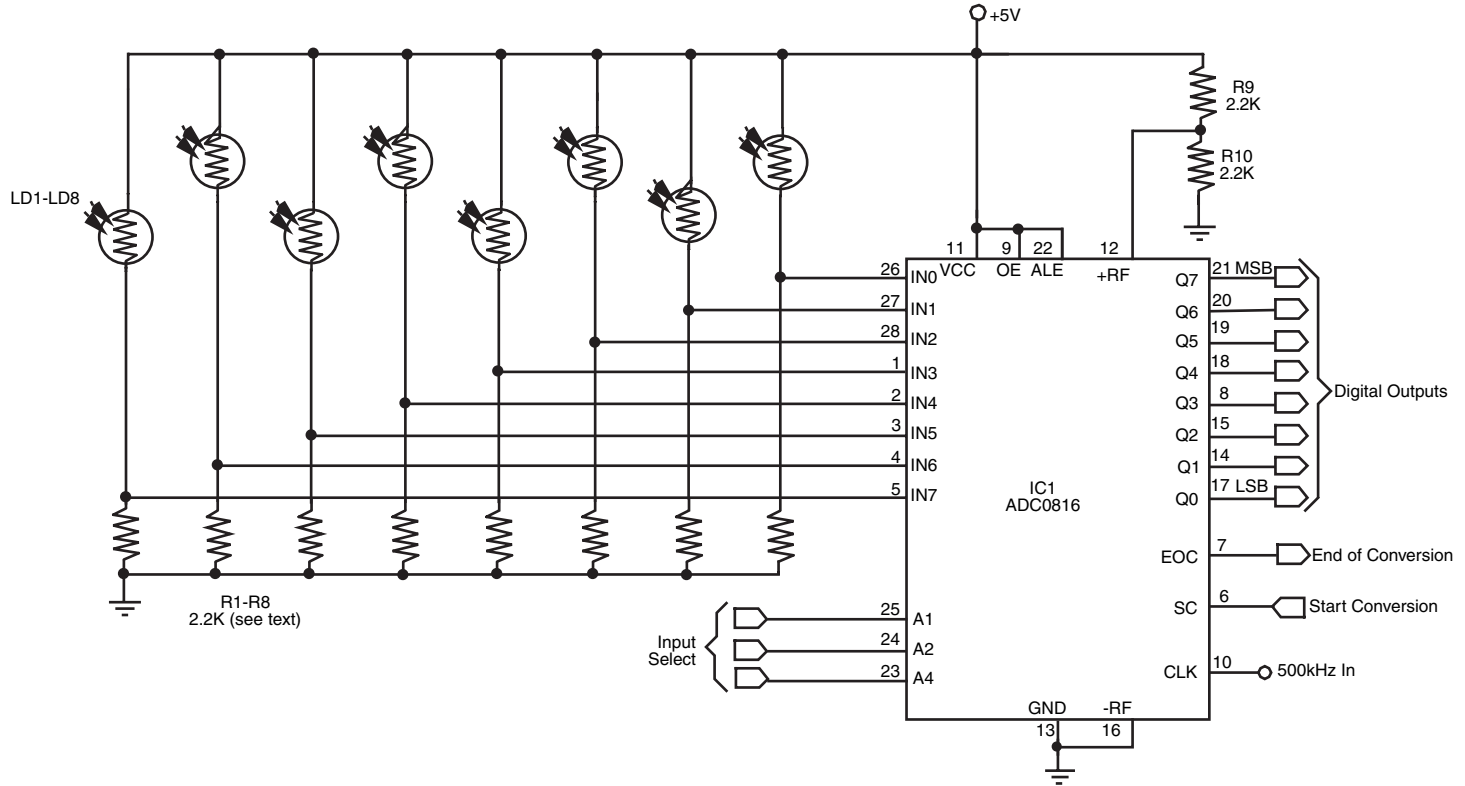 +5V
R9
2.2K
R10
2.2K
LD1-LD8
11
9
22
12
VCC
OE
ALE
+RF
26
IN0
27
IN1
28
IN2
1
IN3
2
IN4
3
IN5
4
IN6
5
IN7
Q7
21 MSB
Q6
20
Q5
19
Q4
18
Q3
8
Q2
15
Q1
14
Q0
17 LSB
Digital Outputs
IC1
ADC0816
EOC
7
End of Conversion
SC
6
Start Conversion
CLK
10
500kHz In
R1-R8
2.2K (see text)
Input
Select
25
A1
24
A2
23
A4
GND
-RF
13
16